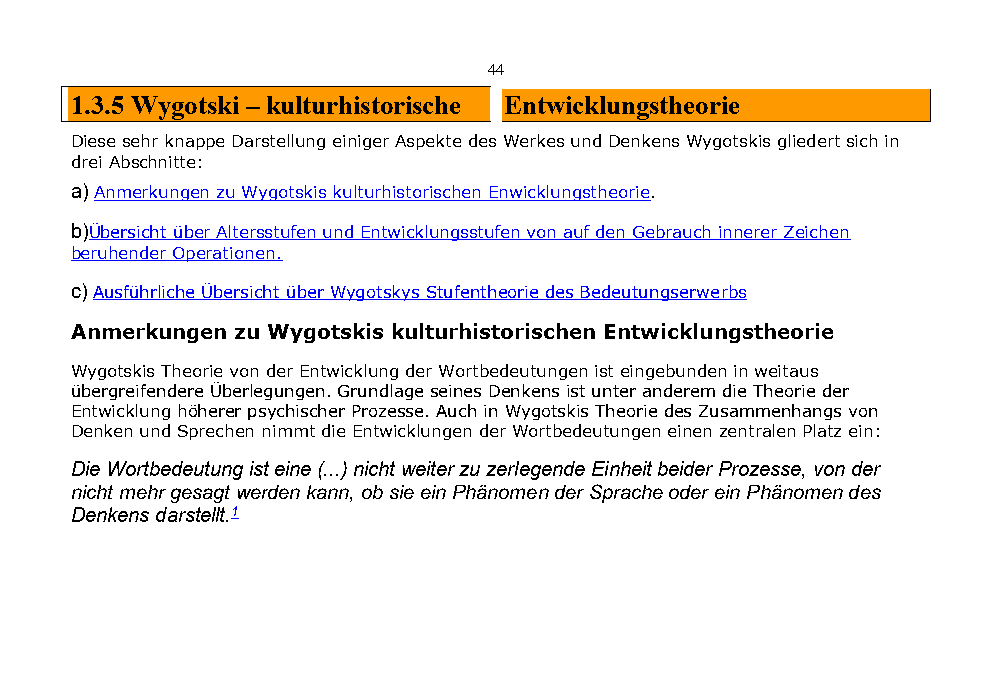 44
1.3.5 Wygotski – kulturhistorische Entwicklungstheorie
Diese sehr knappe Darstellung einiger Aspekte des Werkes und Denkens Wygotskis gliedert sich in
drei Abschnitte:
a) Anmerkungen zu Wygotskis kulturhistorischen Enwicklungstheorie.
b)Übersicht über Altersstufen und Entwicklungsstufen von auf den Gebrauch innerer Zeichen
beruhender Operationen.
c) Ausführliche Übersicht über Wygotskys Stufentheorie des Bedeutungserwerbs
Anmerkungen zu Wygotskis kulturhistorischen Entwicklungstheorie
Wygotskis Theorie von der Entwicklung der Wortbedeutungen ist eingebunden in weitaus
übergreifendere Überlegungen. Grundlage seines Denkens ist unter anderem die Theorie der
Entwicklung höherer psychischer Prozesse. Auch in Wygotskis Theorie des Zusammenhangs von
Denken und Sprechen nimmt die Entwicklungen der Wortbedeutungen einen zentralen Platz ein:
Die Wortbedeutung ist eine (...) nicht weiter zu zerlegende Einheit beider Prozesse, von der
nicht mehr gesagt werden kann, ob sie ein Phänomen der Sprache oder ein Phänomen des
Denkens darstellt.1